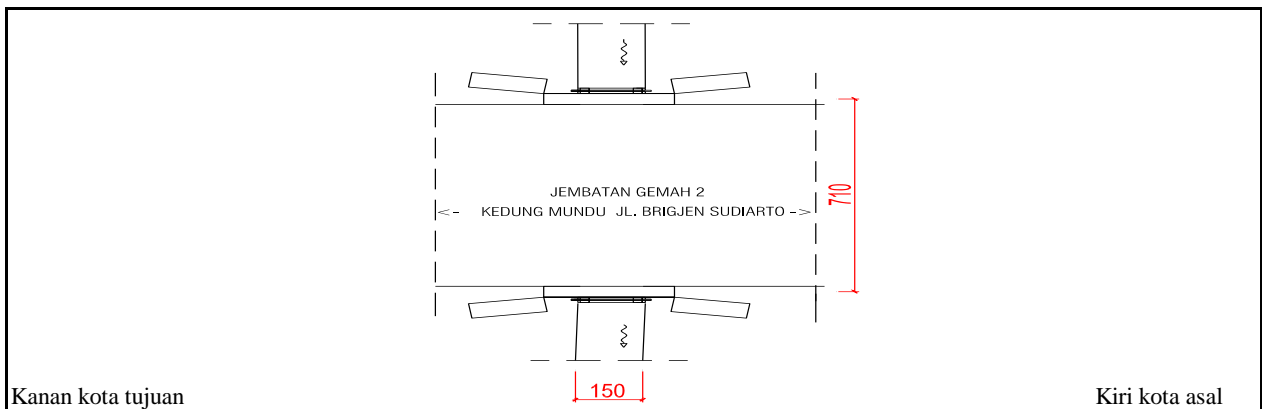 JEMBATAN GEMAH 2
<- KEDUNG MUNDU JL. BRIGJEN SUDIARTO ->
710
150
Kanan kota tujuan
Kiri kota asal